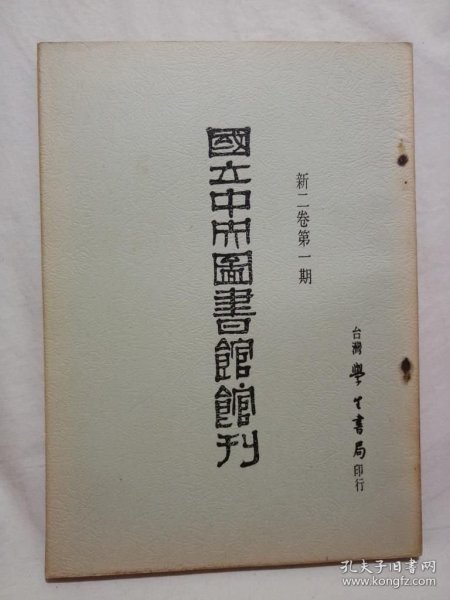 新二卷第一期
國立中央圖書館館刊
台灣學生書局印行
孔夫子旧书网
www.kongfz.com